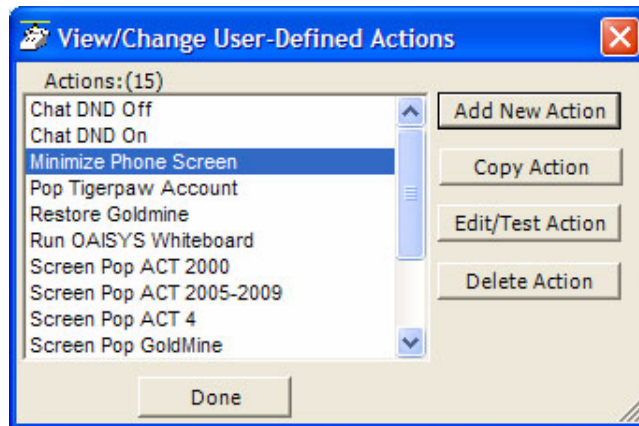 View/Change User-Defined Actions
Actions:(15)
Chat DND Off
Chat DND On
Minimize Phone Screen
Pop Tigerpaw Account
Restore Goldmine
Run OAISYS Whiteboard
Screen Pop ACT 2000
Screen Pop ACT 2005-2009
Screen Pop ACT 4
Screen Pop GoldMine
Add New Action
Copy Action
Edit/Test Action
Delete Action
Done